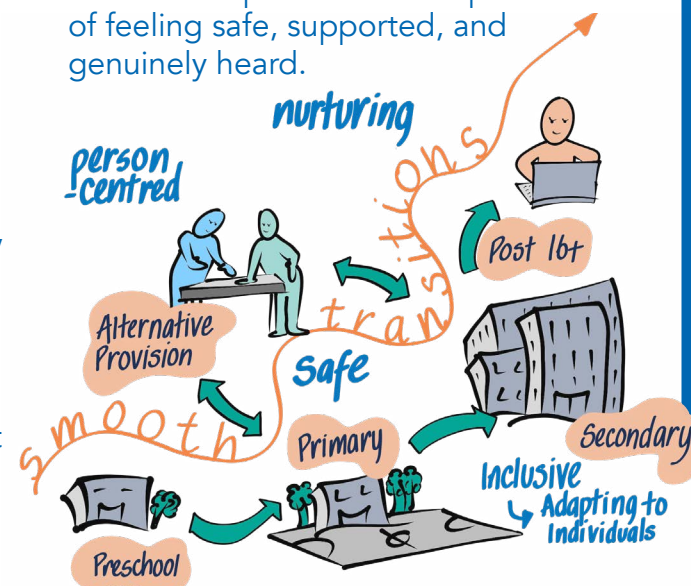 of feeling safe, supported, and
genuinely heard.
nurturing
person
-centred
smooth transitions
Post 16+
Alternative
Provision
safe
Primary
Secondary
Inclusive
↳ Adapting to
Individuals
Preschool